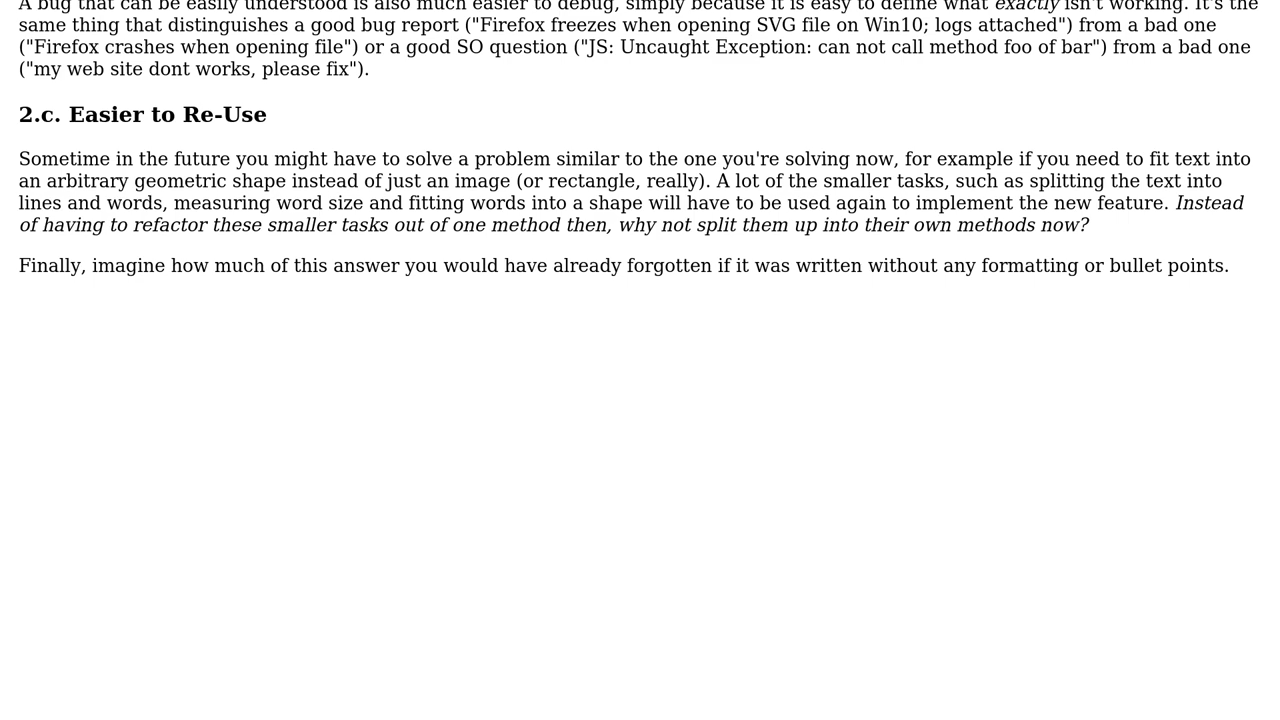 A bug that can be easily understood is also much easier to debug, simply because it is easy to define what exactly isn't working. It's the
same thing that distinguishes a good bug report ("Firefox freezes when opening SVG file on Win10; logs attached") from a bad one
("Firefox crashes when opening file") or a good SO question ("JS: Uncaught Exception: can not call method foo of bar") from a bad one
("my web site dont works, please fix").
2.c. Easier to Re-Use
Sometime in the future you might have to solve a problem similar to the one you're solving now, for example if you need to fit text into
an arbitrary geometric shape instead of just an image (or rectangle, really). A lot of the smaller tasks, such as splitting the text into
lines and words, measuring word size and fitting words into a shape will have to be used again to implement the new feature. Instead
of having to refactor these smaller tasks out of one method then, why not split them up into their own methods now?
Finally, imagine how much of this answer you would have already forgotten if it was written without any formatting or bullet points.